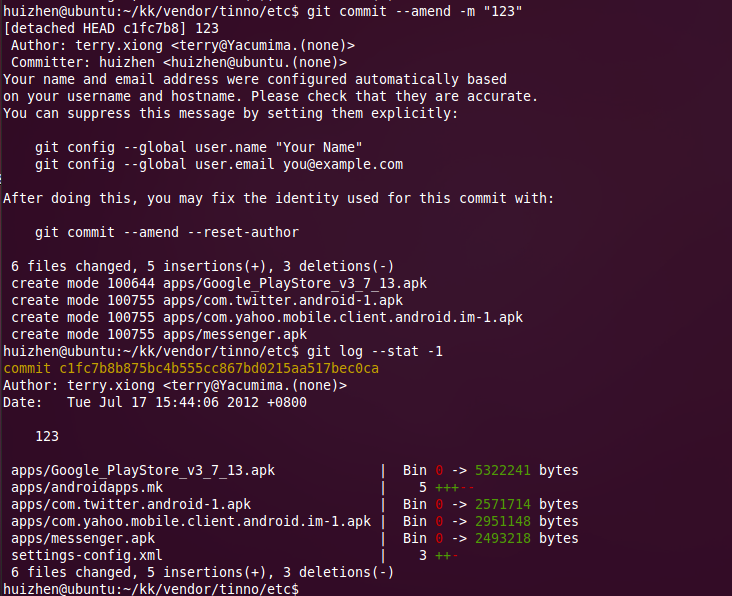 huizhen@ubuntu:~/kk/vendor/tinno/etc$ git commit --amend -m "123"
[detached HEAD c1fc7b8] 123
 Author: terry.xiong <terry@Yacumima.(none)>
 Committer: huizhen <huizhen@ubuntu.(none)>
Your name and email address were configured automatically based
on your username and hostname. Please check that they are accurate.
You can suppress this message by setting them explicitly:
    git config --global user.name "Your Name"
    git config --global user.email you@example.com
After doing this, you may fix the identity used for this commit with:
    git commit --amend --reset-author
 6 files changed, 5 insertions(+), 3 deletions(-)
 create mode 100644 apps/Google_PlayStore_v3_7_13.apk
 create mode 100755 apps/com.twitter.android-1.apk
 create mode 100755 apps/com.yahoo.mobile.client.android.im-1.apk
 create mode 100755 apps/messenger.apk
huizhen@ubuntu:~/kk/vendor/tinno/etc$ git log --stat -1
commit c1fc7b8b875bc4b555cc867bd0215aa517bec0ca
Author: terry.xiong <terry@Yacumima.(none)>
Date:   Tue Jul 17 15:44:06 2012 +0800
    123
 apps/Google_PlayStore_v3_7_13.apk             |  Bin 0 -> 5322241 bytes
 apps/androidapps.mk                           |    5 +++--
 apps/com.twitter.android-1.apk                |  Bin 0 -> 2571714 bytes
 apps/com.yahoo.mobile.client.android.im-1.apk |  Bin 0 -> 2951148 bytes
 apps/messenger.apk                            |  Bin 0 -> 2493218 bytes
 settings-config.xml                           |    3 ++-
 6 files changed, 5 insertions(+), 3 deletions(-)
huizhen@ubuntu:~/kk/vendor/tinno/etc$